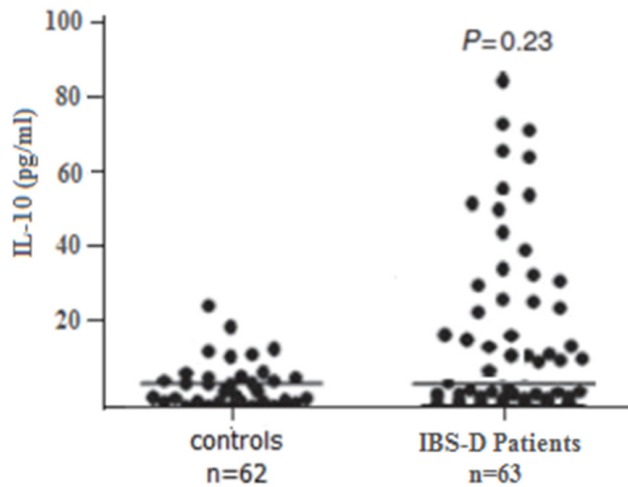 100
P=0.23
80
60
40
20
IL-10 (pg/ml)
controls
n=62
IBS-D Patients
n=63